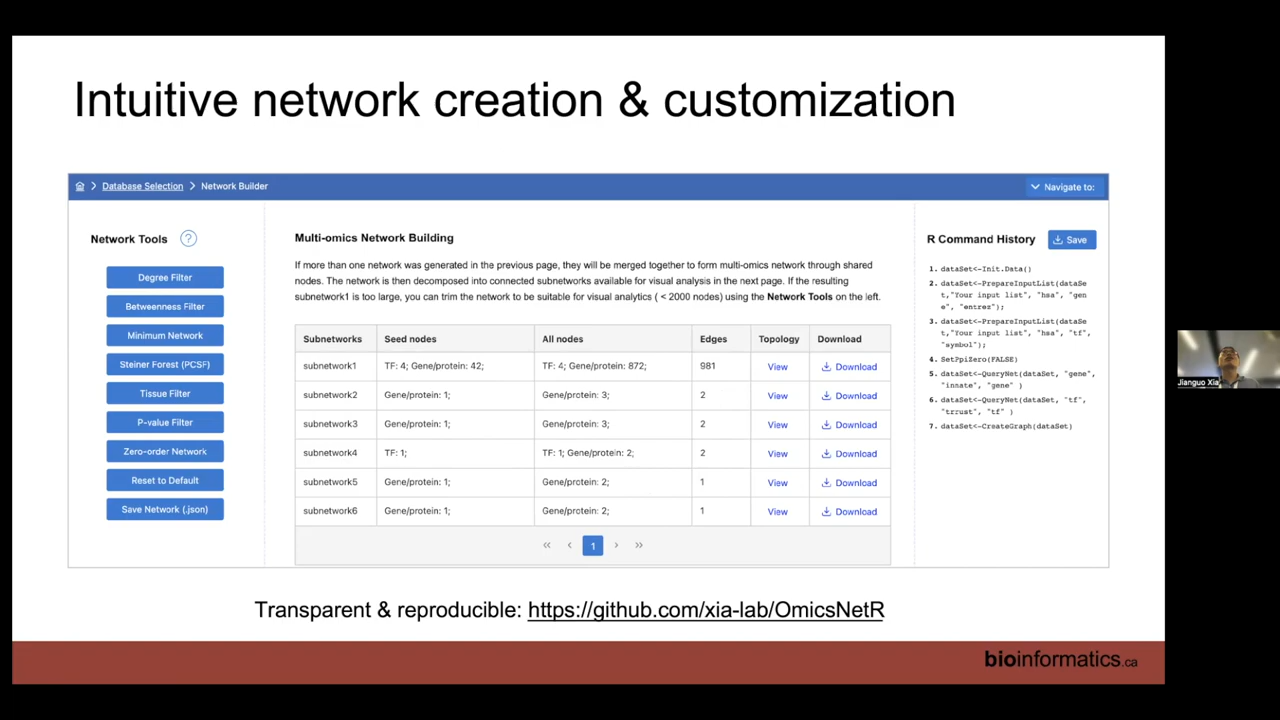 Intuitive network creation & customization
Database Selection
Network Builder
Navigate to:
Network Tools ?
Degree Filter
Betweenness Filter
Minimum Network
Steiner Forest (PCSF)
Tissue Filter
P-value Filter
Zero-order Network
Reset to Default
Save Network (.json)
Multi-omics Network Building
If more than one network was generated in the previous page, they will be merged together to form multi-omics network through shared
nodes. The network is then decomposed into connected subnetworks available for visual analysis in the next page. If the resulting
subnetwork1 is too large, you can trim the network to be suitable for visual analytics ( < 2000 nodes) using the Network Tools on the left.
Subnetworks Seed nodes All nodes Edges Topology Download
subnetwork1 TF: 4; Gene/protein: 42; TF: 4; Gene/protein: 872; 981 View Download
subnetwork2 Gene/protein: 1; Gene/protein: 3; 2 View Download
subnetwork3 Gene/protein: 1; Gene/protein: 3; 2 View Download
subnetwork4 TF: 1; TF: 1; Gene/protein: 2; 2 View Download
subnetwork5 Gene/protein: 1; Gene/protein: 2; 1 View Download
subnetwork6 Gene/protein: 1; Gene/protein: 2; 1 View Download
1
R Command History Save
1. dataSet<-Init.Data()
2. dataSet<-PrepareInputList(dataSe
t,"Your input list", "hsa", "gen
e", "entrez");
3. dataSet<-PrepareInputList(dataSe
t,"Your input list", "hsa", "tf",
"symbol");
4. SetPpiZero(FALSE)
5. dataSet<-QueryNet(dataSet, "gene",
"innate", "gene" )
6. dataSet<-QueryNet(dataSet, "tf",
"trrust", "tf" )
7. dataSet<-CreateGraph(dataSet)
Transparent & reproducible: https://github.com/xia-lab/OmicsNetR
bioinformatics.ca
Jianguo Xia